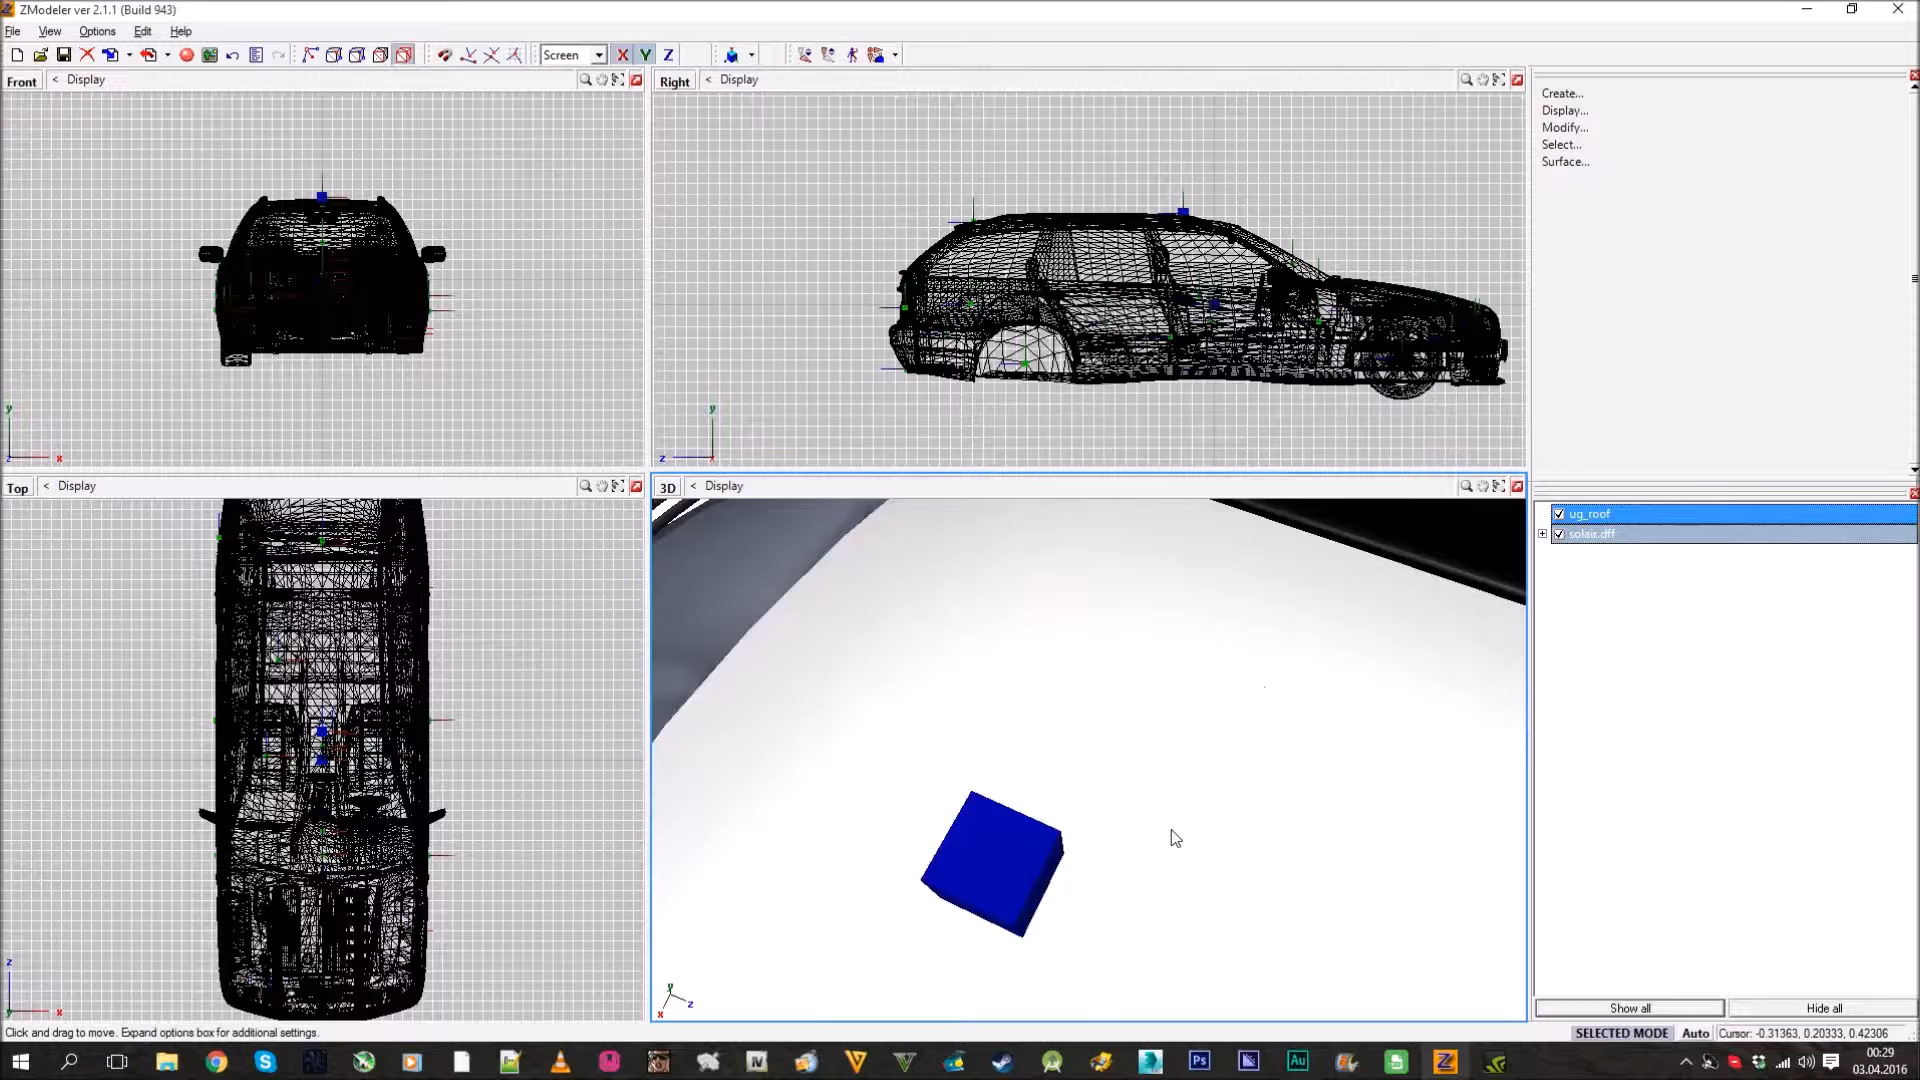 ZModeler ver 2.1.1 (Build 943)
File View Options Edit Help
Screen X Y Z
Front < Display
Right < Display
Create...
Display...
Modify...
Select...
Surface...
y
z x
y
z x
Top < Display
3D < Display
ug_roof
solair.dff
z
y x
y
z
x
Show all Hide all
Click and drag to move. Expand options box for additional settings.
SELECTED MODE Auto Cursor: -0.31363, 0.20333, 0.42306
IV Ps Au
00:29
03.04.2016